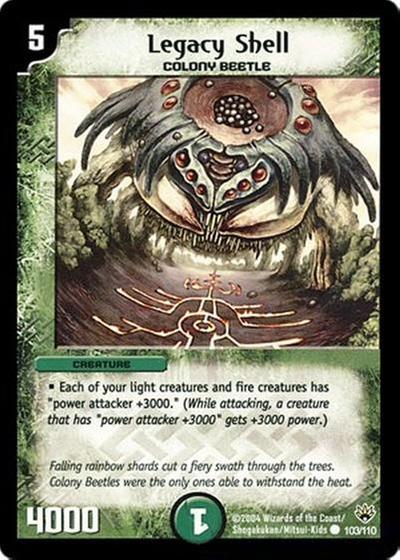 5
Legacy Shell
COLONY BEETLE
CREATURE
▪ Each of your light creatures and fire creatures has
"power attacker +3000." (While attacking, a creature
that has "power attacker +3000" gets +3000 power.)
Falling rainbow shards cut a fiery swath through the trees.
Colony Beetles were the only ones able to withstand the heat.
4000
1
©2004 Wizards of the Coast/
Shogakukan/Mitsui-Kids ● 103/110